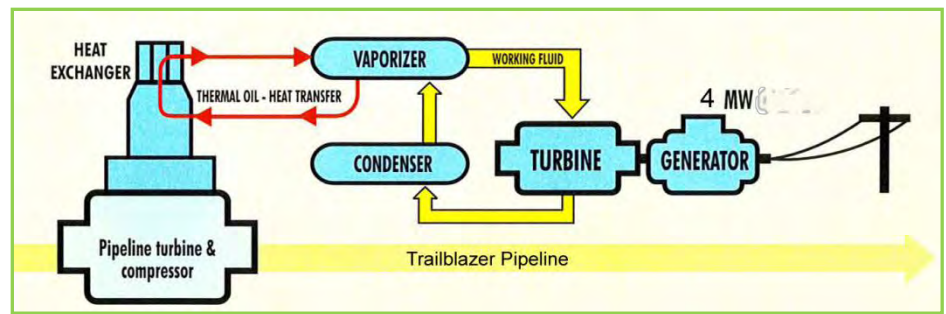 HEAT
EXCHANGER
VAPORIZER
WORKING FLUID
THERMAL OIL - HEAT TRANSFER
4 MW
CONDENSER
TURBINE
GENERATOR
Pipeline turbine &
compressor
Trailblazer Pipeline